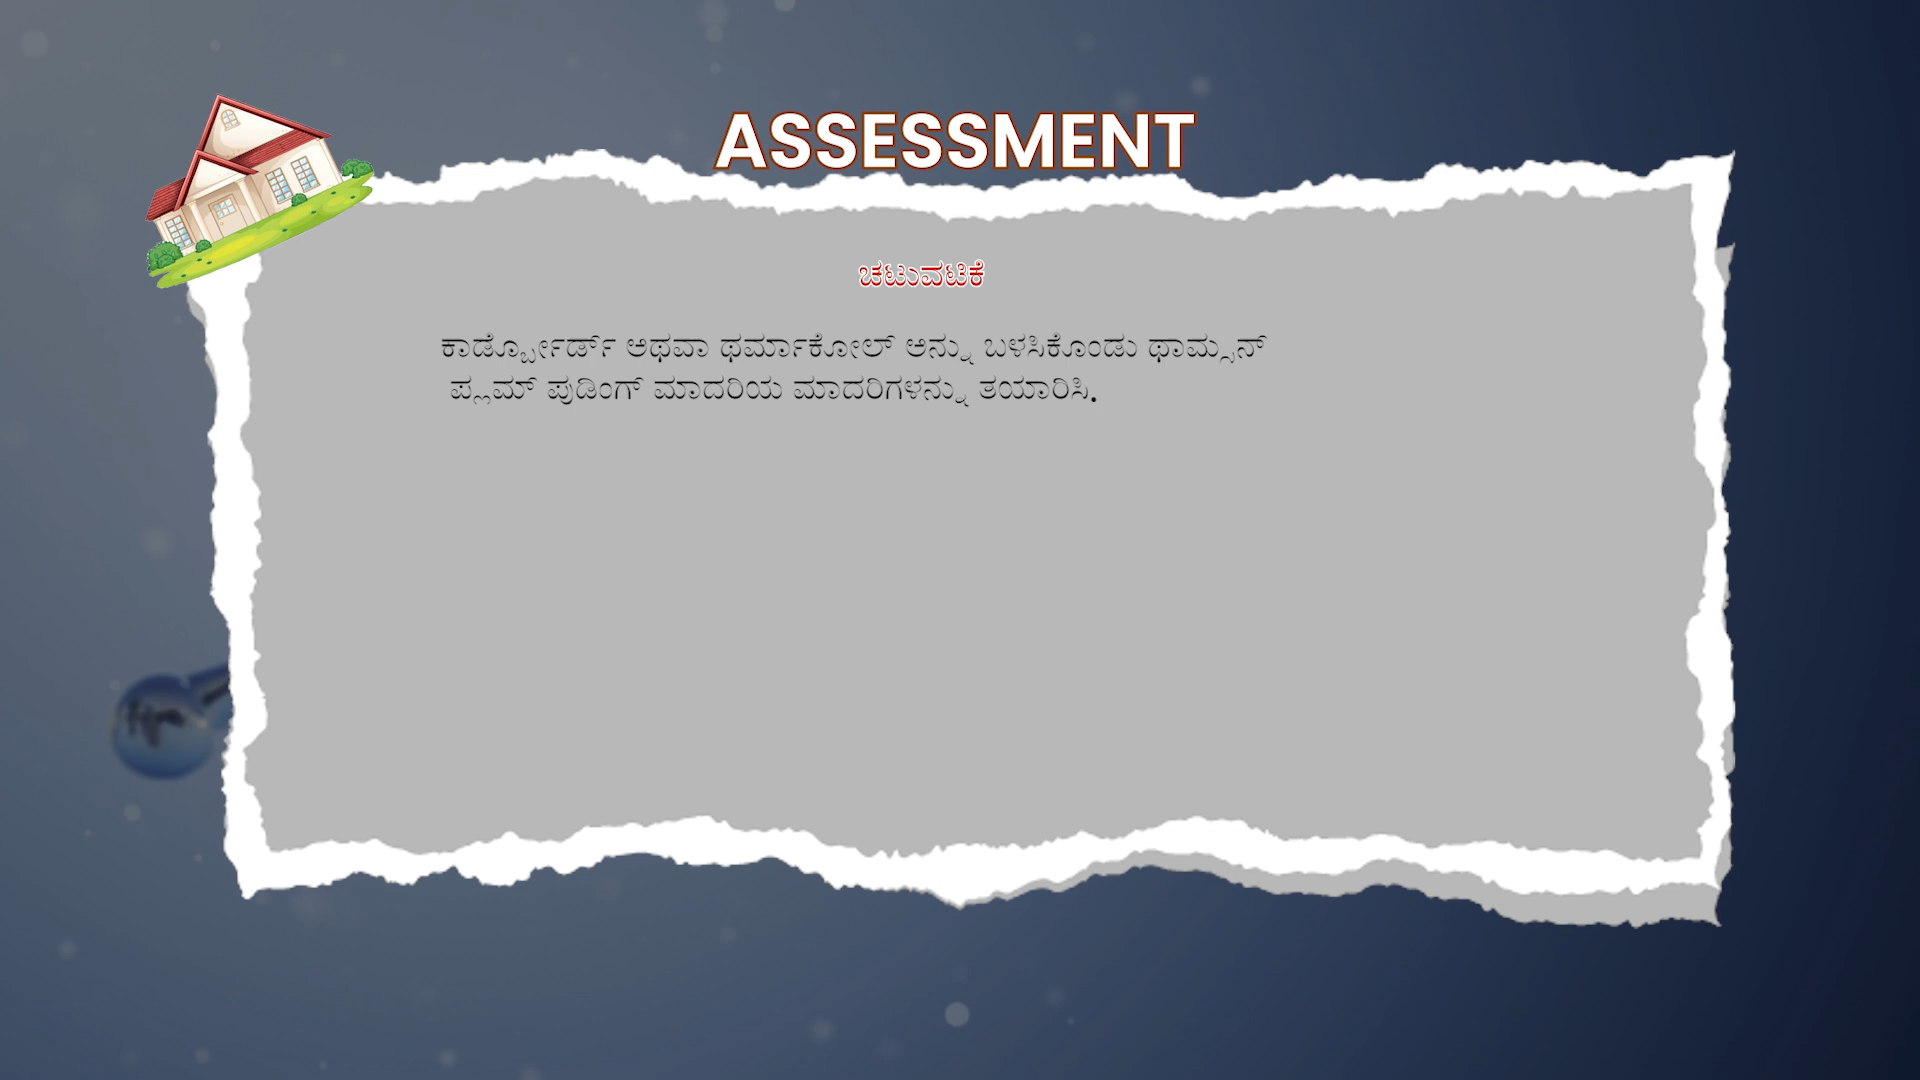 ASSESSMENT
ಚಟುವಟಿಕೆ
ಕಾರ್ಡ್ಬೋರ್ಡ್ ಅಥವಾ ಥರ್ಮಾಕೋಲ್ ಅನ್ನು ಬಳಸಿಕೊಂಡು ಥಾಮ್ಸನ್
ಪ್ಲಮ್ ಪುಡಿಂಗ್ ಮಾದರಿಯ ಮಾದರಿಗಳನ್ನು ತಯಾರಿಸಿ.